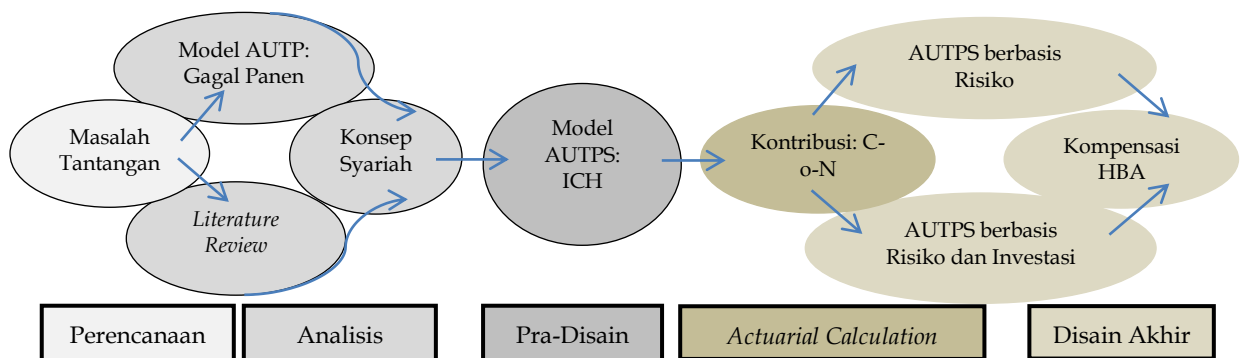 Model AUTP:
Gagal Panen
Masalah
Tantangan
Literature
Review
Konsep
Syariah
Model
AUTPS:
ICH
Kontribusi: C-
o-N
AUTPS berbasis
Risiko
AUTPS berbasis
Risiko dan Investasi
Kompensasi
HBA
Perencanaan
Analisis
Pra-Disain
Actuarial Calculation
Disain Akhir